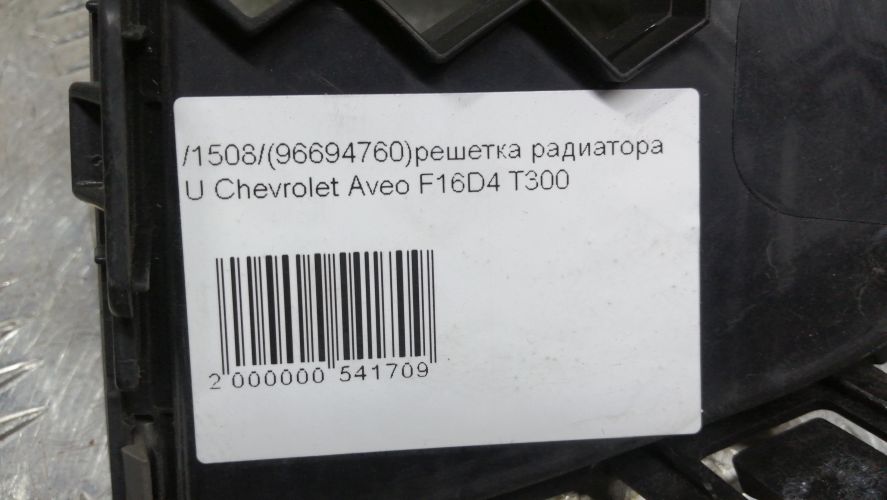 /1508/(96694760)решетка радиатора
U Chevrolet Aveo F16D4 T300
2 000000 541709